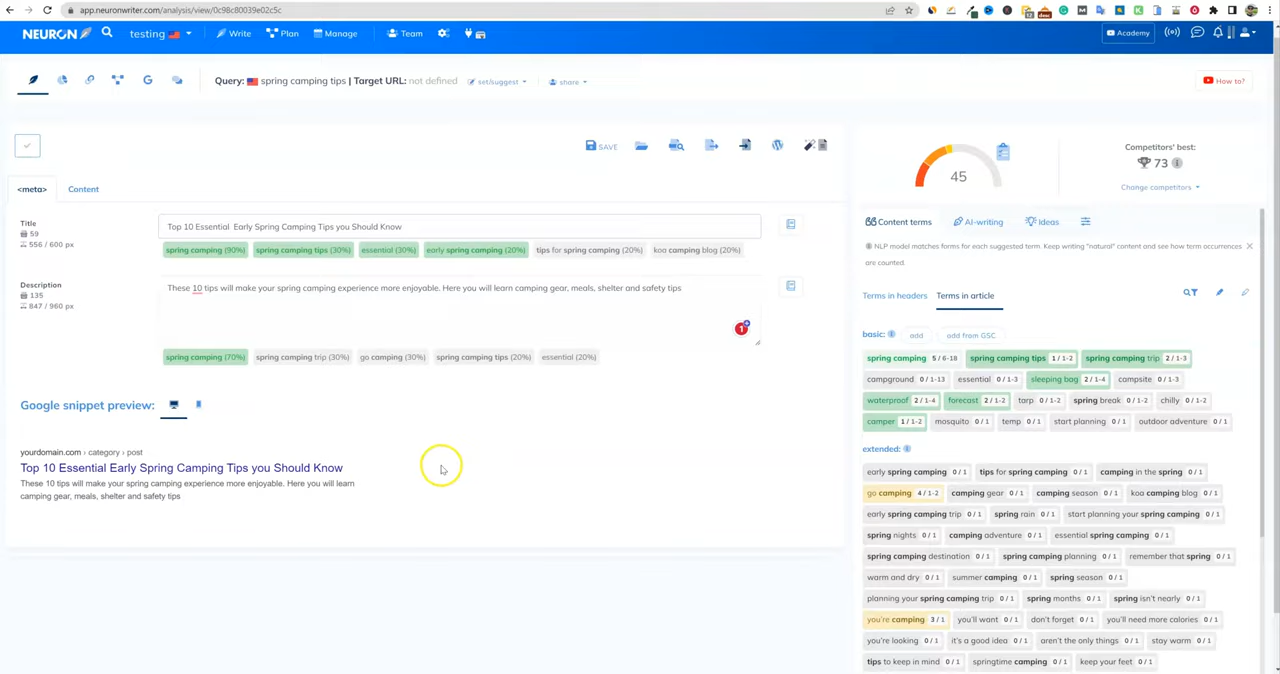 app.neuronwriter.com/analysis/view/0c98c80039e02c5c
NEURON testing Write Plan Manage Team Academy
Query: spring camping tips | Target URL: not defined set/suggest share How to?
SAVE
45
Competitors' best:
73
Change competitors
<meta> Content
Title
59
556 / 600 px
Top 10 Essential Early Spring Camping Tips you Should Know
spring camping (90%) spring camping tips (30%) essential (30%) early spring camping (20%) tips for spring camping (20%) koa camping blog (20%)
Description
135
847 / 960 px
These 10 tips will make your spring camping experience more enjoyable. Here you will learn camping gear, meals, shelter and safety tips
1
spring camping (70%) spring camping trip (30%) go camping (30%) spring camping tips (20%) essential (20%)
Google snippet preview:
yourdomain.com › category › post
Top 10 Essential Early Spring Camping Tips you Should Know
These 10 tips will make your spring camping experience more enjoyable. Here you will learn
camping gear, meals, shelter and safety tips
Content terms AI-writing Ideas
NLP model matches forms for each suggested term. Keep writing "natural" content and see how term occurrences
are counted.
Terms in headers Terms in article
basic: add add from GSC
spring camping 5 / 6-18 spring camping tips 1 / 1-2 spring camping trip 2 / 1-3
campground 0 / 1-13 essential 0 / 1-3 sleeping bag 2 / 1-4 campsite 0 / 1-3
waterproof 2 / 1-4 forecast 2 / 1-2 tarp 0 / 1-2 spring break 0 / 1-2 chilly 0 / 1-2
camper 1 / 1-2 mosquito 0 / 1 temp 0 / 1 start planning 0 / 1 outdoor adventure 0 / 1
extended:
early spring camping 0 / 1 tips for spring camping 0 / 1 camping in the spring 0 / 1
go camping 4 / 1-2 camping gear 0 / 1 camping season 0 / 1 koa camping blog 0 / 1
early spring camping trip 0 / 1 spring rain 0 / 1 start planning your spring camping 0 / 1
spring nights 0 / 1 camping adventure 0 / 1 essential spring camping 0 / 1
spring camping destination 0 / 1 spring camping planning 0 / 1 remember that spring 0 / 1
warm and dry 0 / 1 summer camping 0 / 1 spring season 0 / 1
planning your spring camping trip 0 / 1 spring months 0 / 1 spring isn't nearly 0 / 1
you're camping 3 / 1 you'll want 0 / 1 don't forget 0 / 1 you'll need more calories 0 / 1
you're looking 0 / 1 it's a good idea 0 / 1 aren't the only things 0 / 1 stay warm 0 / 1
tips to keep in mind 0 / 1 springtime camping 0 / 1 keep your feet 0 / 1